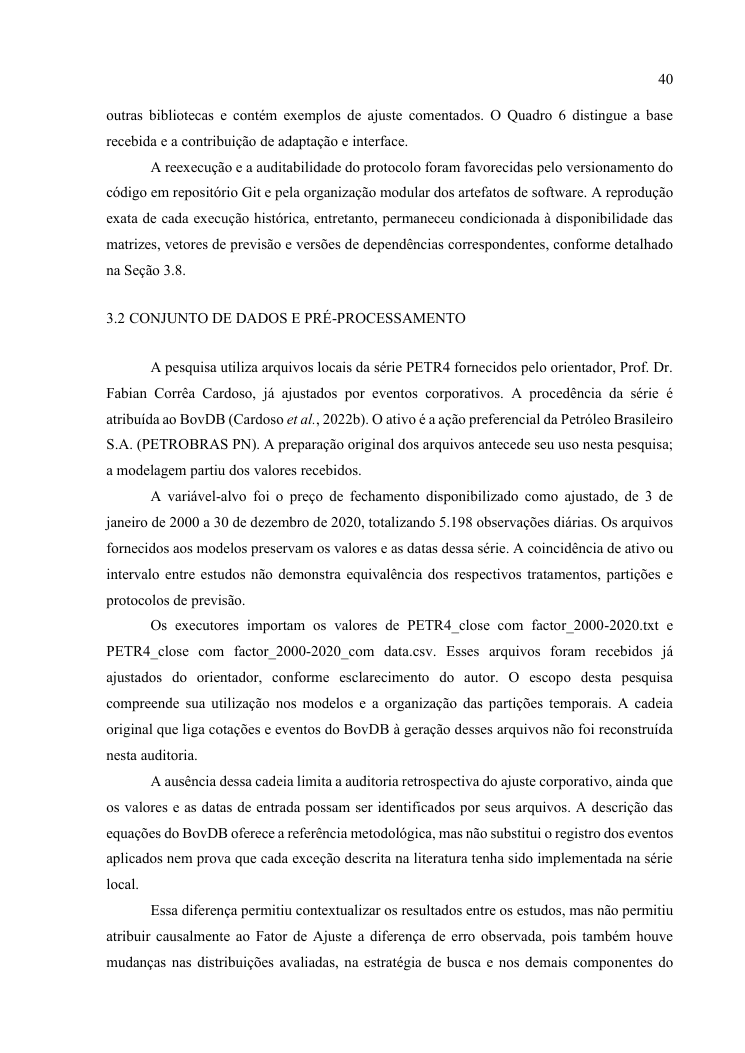 40
outras bibliotecas e contém exemplos de ajuste comentados. O Quadro 6 distingue a base
recebida e a contribuição de adaptação e interface.
A reexecução e a auditabilidade do protocolo foram favorecidas pelo versionamento do
código em repositório Git e pela organização modular dos artefatos de software. A reprodução
exata de cada execução histórica, entretanto, permaneceu condicionada à disponibilidade das
matrizes, vetores de previsão e versões de dependências correspondentes, conforme detalhado
na Seção 3.8.
3.2 CONJUNTO DE DADOS E PRÉ-PROCESSAMENTO
A pesquisa utiliza arquivos locais da série PETR4 fornecidos pelo orientador, Prof. Dr.
Fabian Corrêa Cardoso, já ajustados por eventos corporativos. A procedência da série é
atribuída ao BovDB (Cardoso et al., 2022b). O ativo é a ação preferencial da Petróleo Brasileiro
S.A. (PETROBRAS PN). A preparação original dos arquivos antecede seu uso nesta pesquisa;
a modelagem partiu dos valores recebidos.
A variável-alvo foi o preço de fechamento disponibilizado como ajustado, de 3 de
janeiro de 2000 a 30 de dezembro de 2020, totalizando 5.198 observações diárias. Os arquivos
fornecidos aos modelos preservam os valores e as datas dessa série. A coincidência de ativo ou
intervalo entre estudos não demonstra equivalência dos respectivos tratamentos, partições e
protocolos de previsão.
Os executores importam os valores de PETR4_close com factor_2000-2020.txt e
PETR4_close com factor_2000-2020_com data.csv. Esses arquivos foram recebidos já
ajustados do orientador, conforme esclarecimento do autor. O escopo desta pesquisa
compreende sua utilização nos modelos e a organização das partições temporais. A cadeia
original que liga cotações e eventos do BovDB à geração desses arquivos não foi reconstruída
nesta auditoria.
A ausência dessa cadeia limita a auditoria retrospectiva do ajuste corporativo, ainda que
os valores e as datas de entrada possam ser identificados por seus arquivos. A descrição das
equações do BovDB oferece a referência metodológica, mas não substitui o registro dos eventos
aplicados nem prova que cada exceção descrita na literatura tenha sido implementada na série
local.
Essa diferença permitiu contextualizar os resultados entre os estudos, mas não permitiu
atribuir causalmente ao Fator de Ajuste a diferença de erro observada, pois também houve
mudanças nas distribuições avaliadas, na estratégia de busca e nos demais componentes do